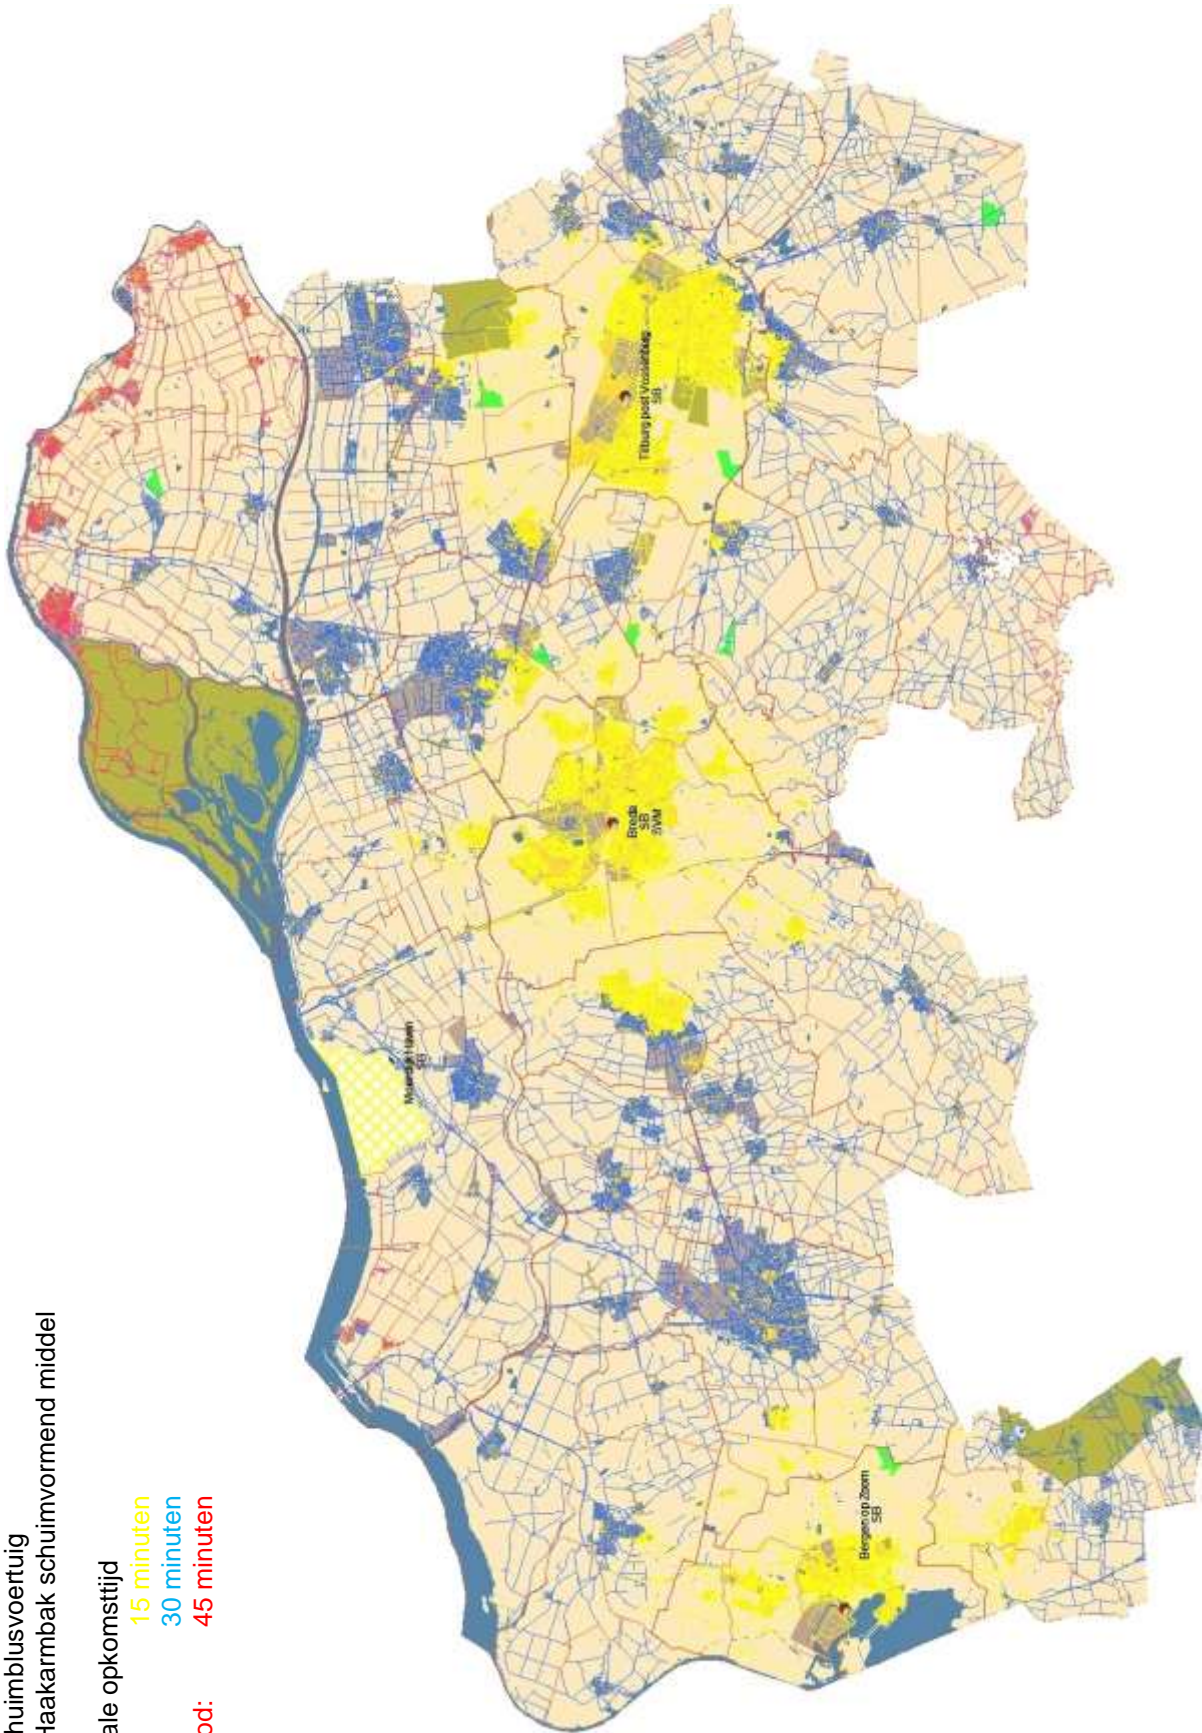 huimblusvoertuig
Haakarmbak schuimvormend middel
ale opkomsttijd
15 minuten
30 minuten
od: 45 minuten
Tilburg post Vossenberg
SB
Breda
SB
SVM
Moerdijk Haven
SB
Bergen op Zoom
SB